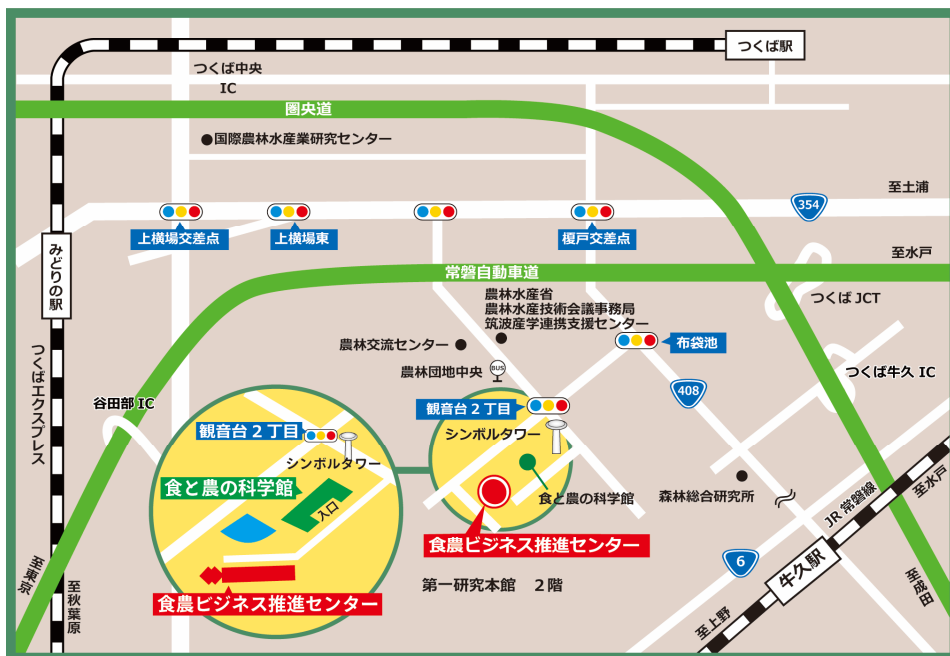 つくば駅
つくば中央
IC
圏央道
国際農林水産業研究センター
至土浦
354
上横場交差点
上横場東
榎戸交差点
みどりの駅
至水戸
常磐自動車道
つくばJCT
農林水産省
農林水産技術会議事務局
筑波産学連携支援センター
農林交流センター
布袋池
つくばエクスプレス
農林団地中央
BUS
つくば牛久IC
408
谷田部IC
観音台2丁目
シンボルタワー
観音台2丁目
シンボルタワー
食と農の科学館
入口
食と農の科学館
森林総合研究所
JR常磐線
至水戸
食農ビジネス推進センター
第一研究本館 2階
6
牛久駅
至東京
至秋葉原
食農ビジネス推進センター
至上野
至成田